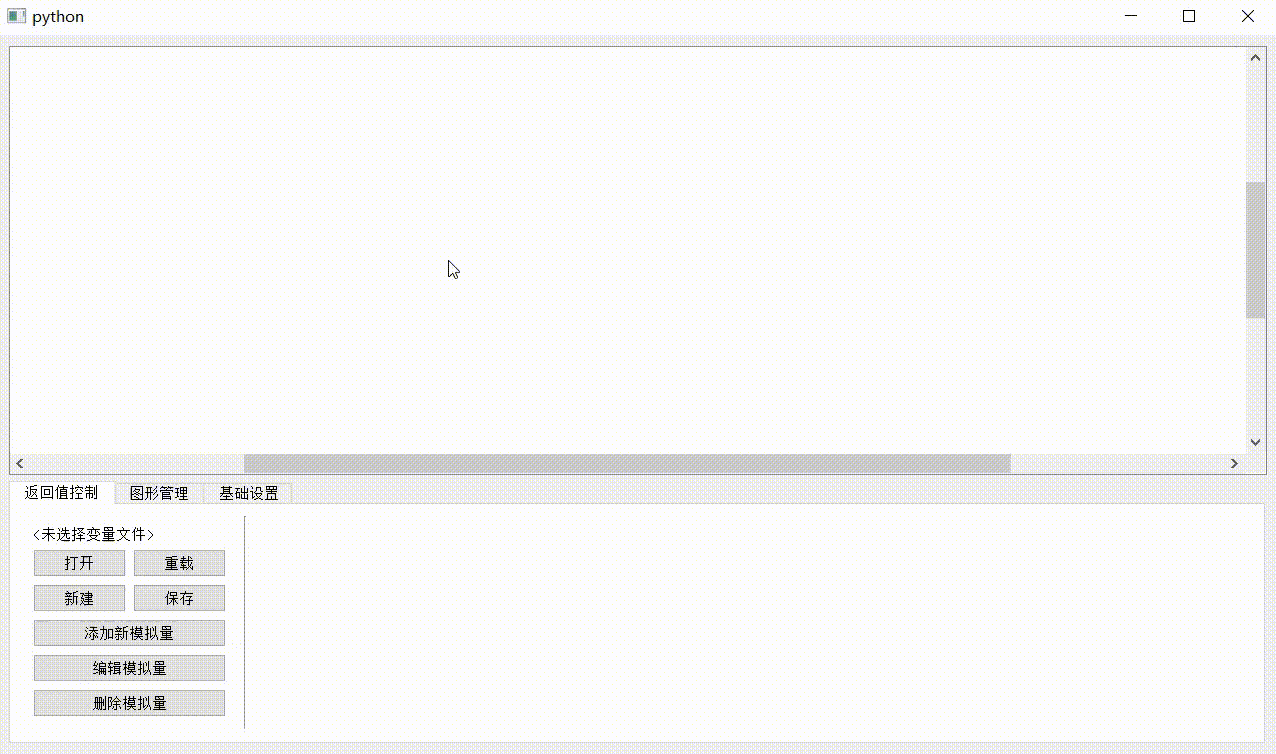 python
返回值控制 图形管理 基础设置
<未选择变量文件>
打开 重载
新建 保存
添加新模拟量
编辑模拟量
删除模拟量